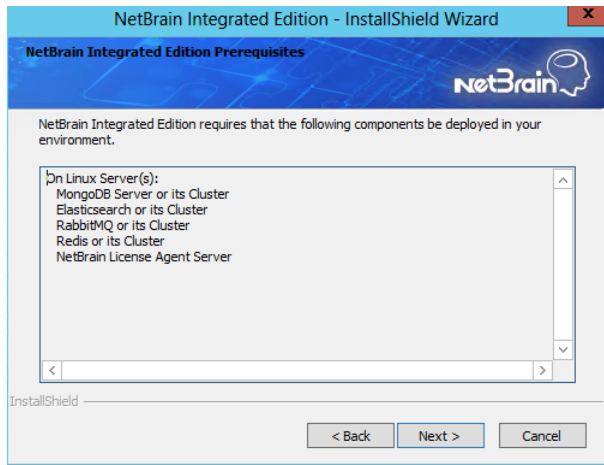 NetBrain Integrated Edition - InstallShield Wizard
x
NetBrain Integrated Edition Prerequisites
NetBrain
NetBrain Integrated Edition requires that the following components be deployed in your
environment.
On Linux Server(s):
MongoDB Server or its Cluster
Elasticsearch or its Cluster
RabbitMQ or its Cluster
Redis or its Cluster
NetBrain License Agent Server
InstallShield
< Back
Next >
Cancel